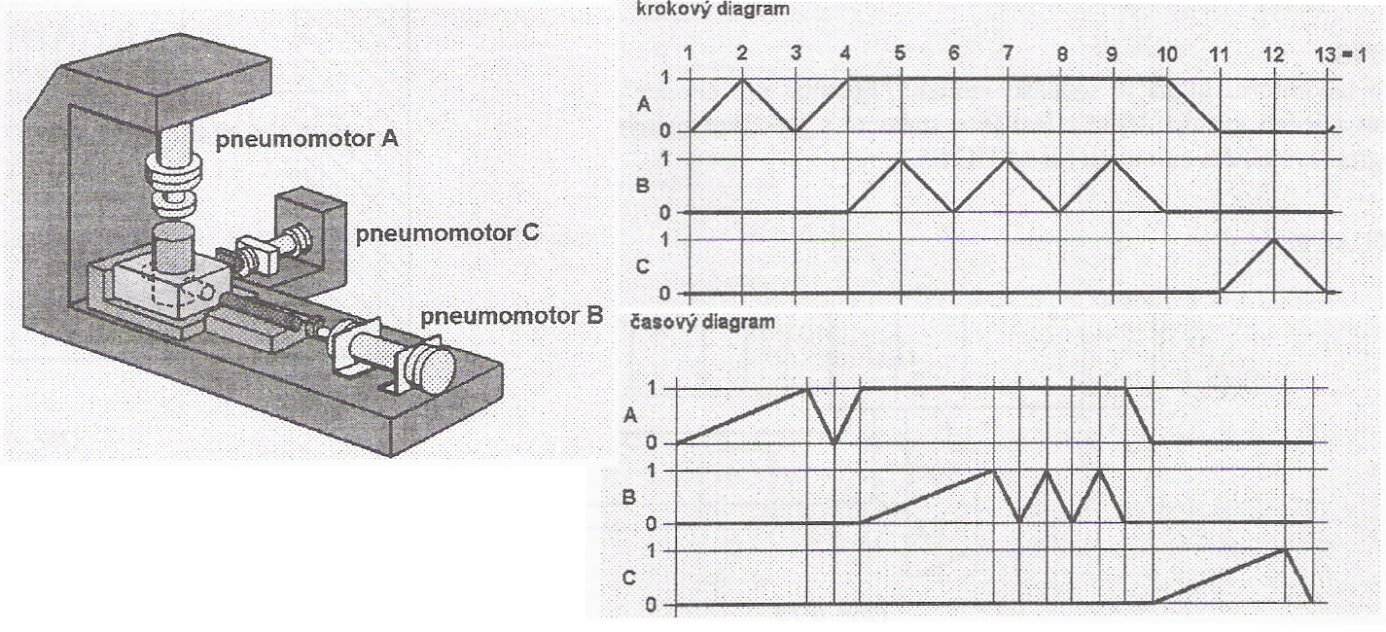 pneumomotor A
pneumomotor C
pneumomotor B
krokový diagram
1 2 3 4 5 6 7 8 9 10 11 12 13 = 1
1
A
0
1
B
0
1
C
0
časový diagram
1
A
0
1
B
0
1
C
0